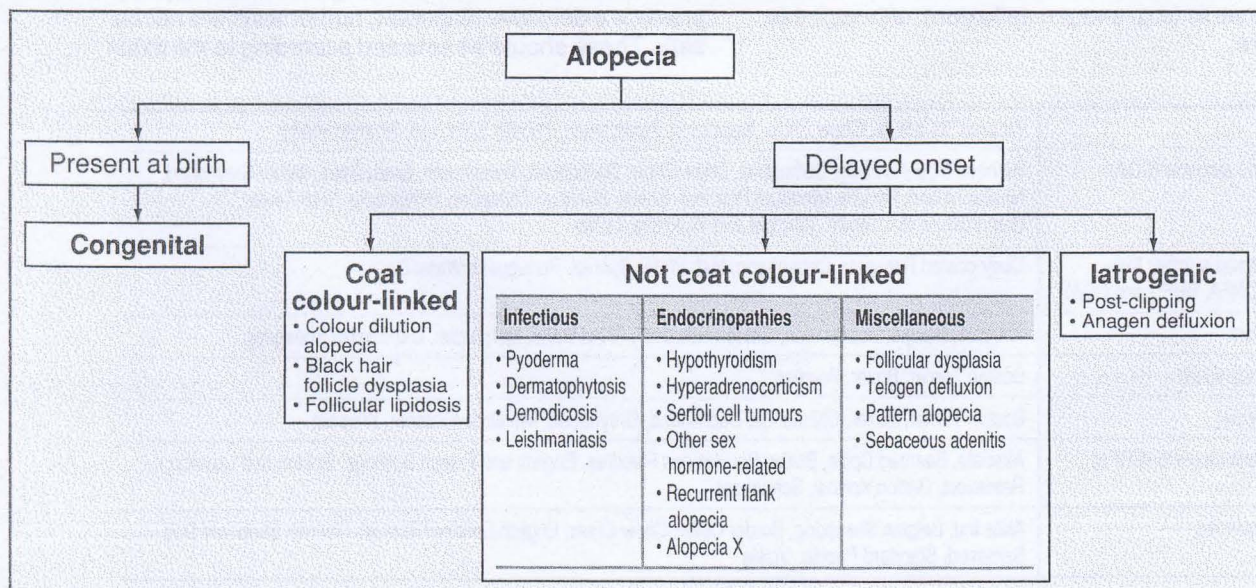 Alopecia
Present at birth
Delayed onset
Congenital
Coat
colour-linked
• Colour dilution
alopecia
• Black hair
follicle dysplasia
• Follicular lipidosis
Not coat colour-linked
Infectious
• Pyoderma
• Dermatophytosis
• Demodicosis
• Leishmaniasis
Endocrinopathies
• Hypothyroidism
• Hyperadrenocorticism
• Sertoli cell tumours
• Other sex
hormone-related
• Recurrent flank
alopecia
• Alopecia X
Miscellaneous
• Follicular dysplasia
• Telogen defluxion
• Pattern alopecia
• Sebaceous adenitis
Iatrogenic
• Post-clipping
• Anagen defluxion